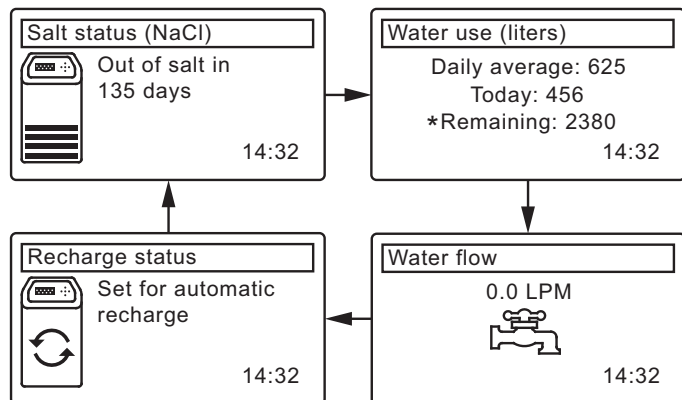 Salt status (NaCl)
Out of salt in
135 days
14:32
Water use (liters)
Daily average: 625
Today: 456
*Remaining: 2380
14:32
Recharge status
Set for automatic
recharge
14:32
Water flow
0.0 LPM
14:32